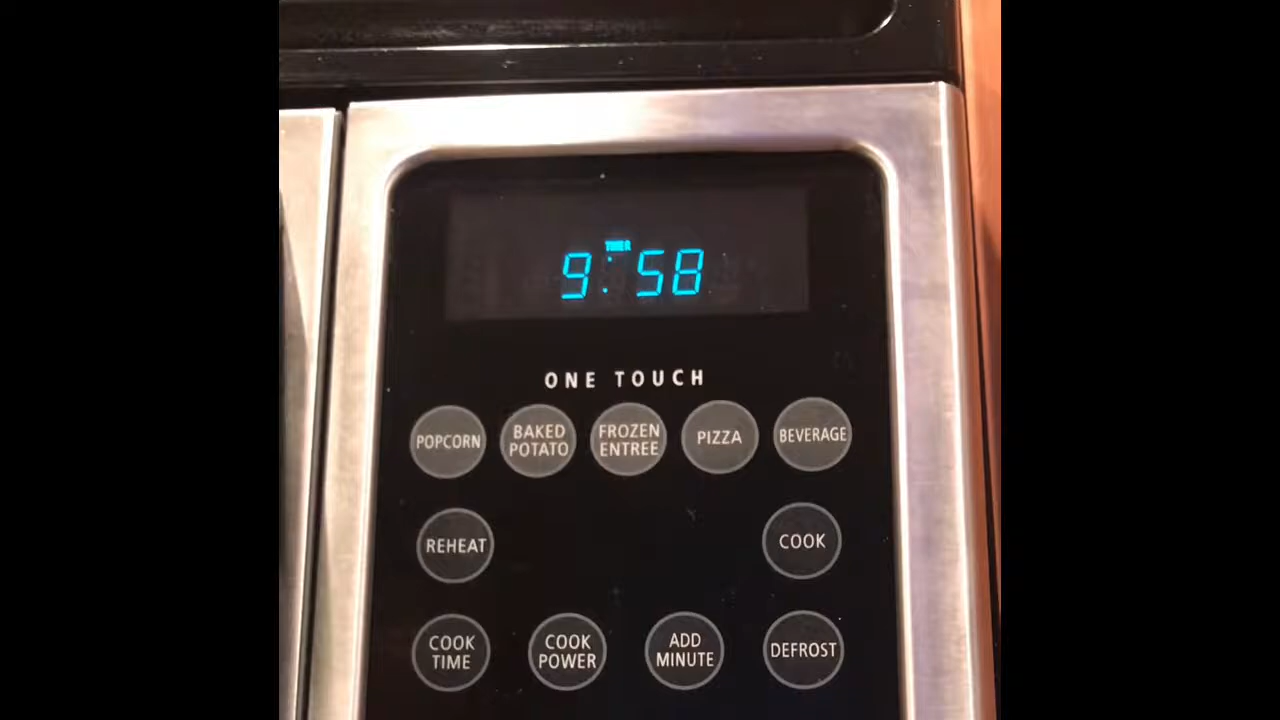 TIMER
9:58
ONE TOUCH
POPCORN
BAKED
POTATO
FROZEN
ENTREE
PIZZA
BEVERAGE
REHEAT
COOK
COOK
TIME
COOK
POWER
ADD
MINUTE
DEFROST